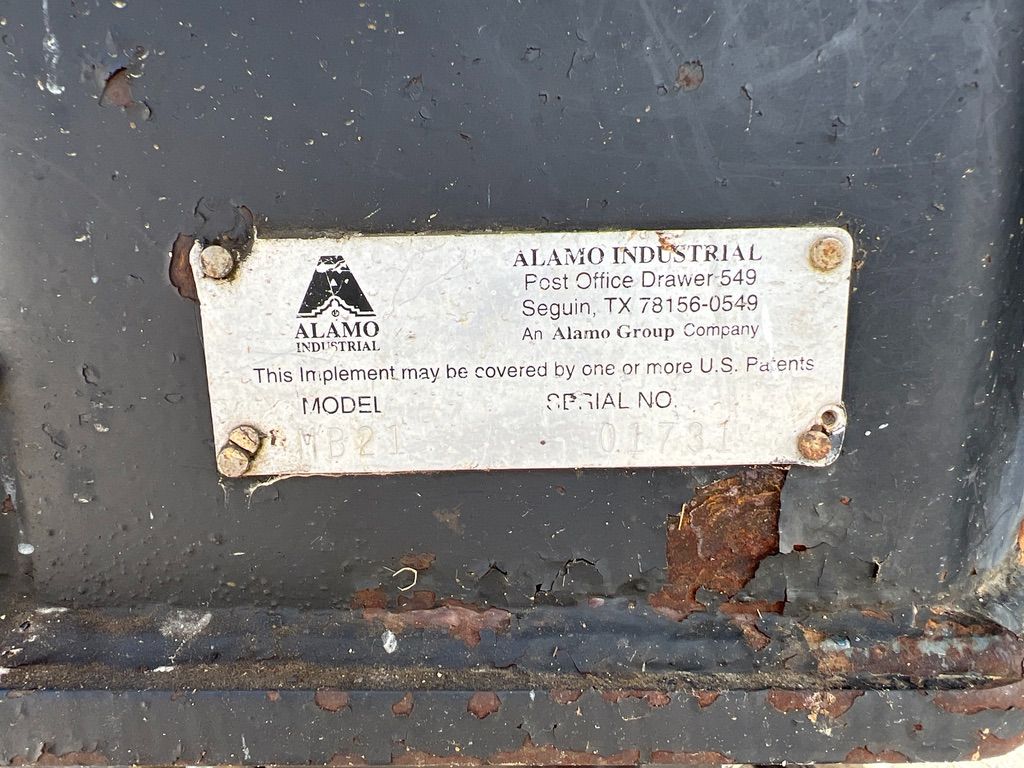 ALAMO
INDUSTRIAL
ALAMO INDUSTRIAL
Post Office Drawer 549
Seguin, TX 78156-0549
An Alamo Group Company
This Implement may be covered by one or more U.S. Patents
MODEL SERIAL NO.
01731